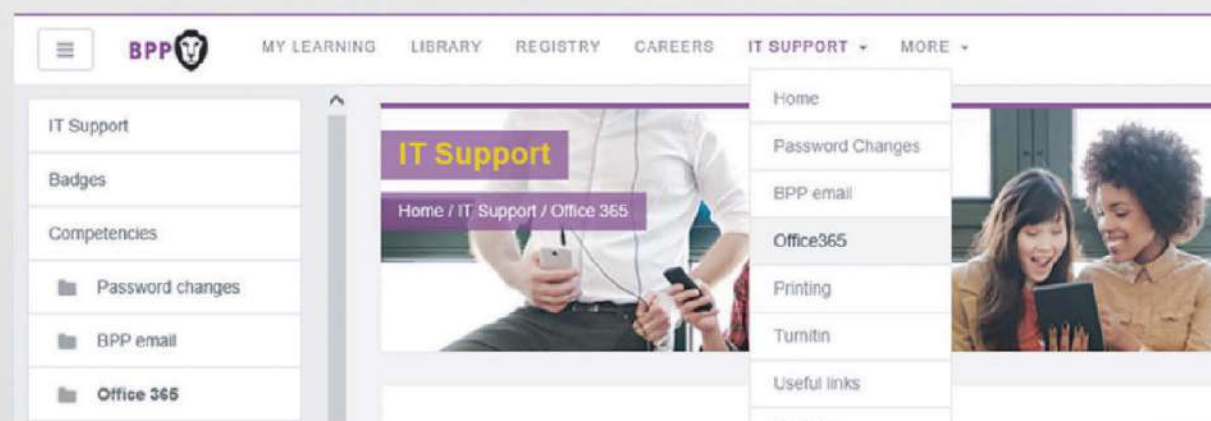 BPP
MY LEARNING LIBRARY REGISTRY CAREERS IT SUPPORT MORE
IT Support
Badges
Competencies
Password changes
BPP email
Office 365
IT Support
Home / IT Support / Office 365
Home
Password Changes
BPP email
Office365
Printing
Turnitin
Useful links